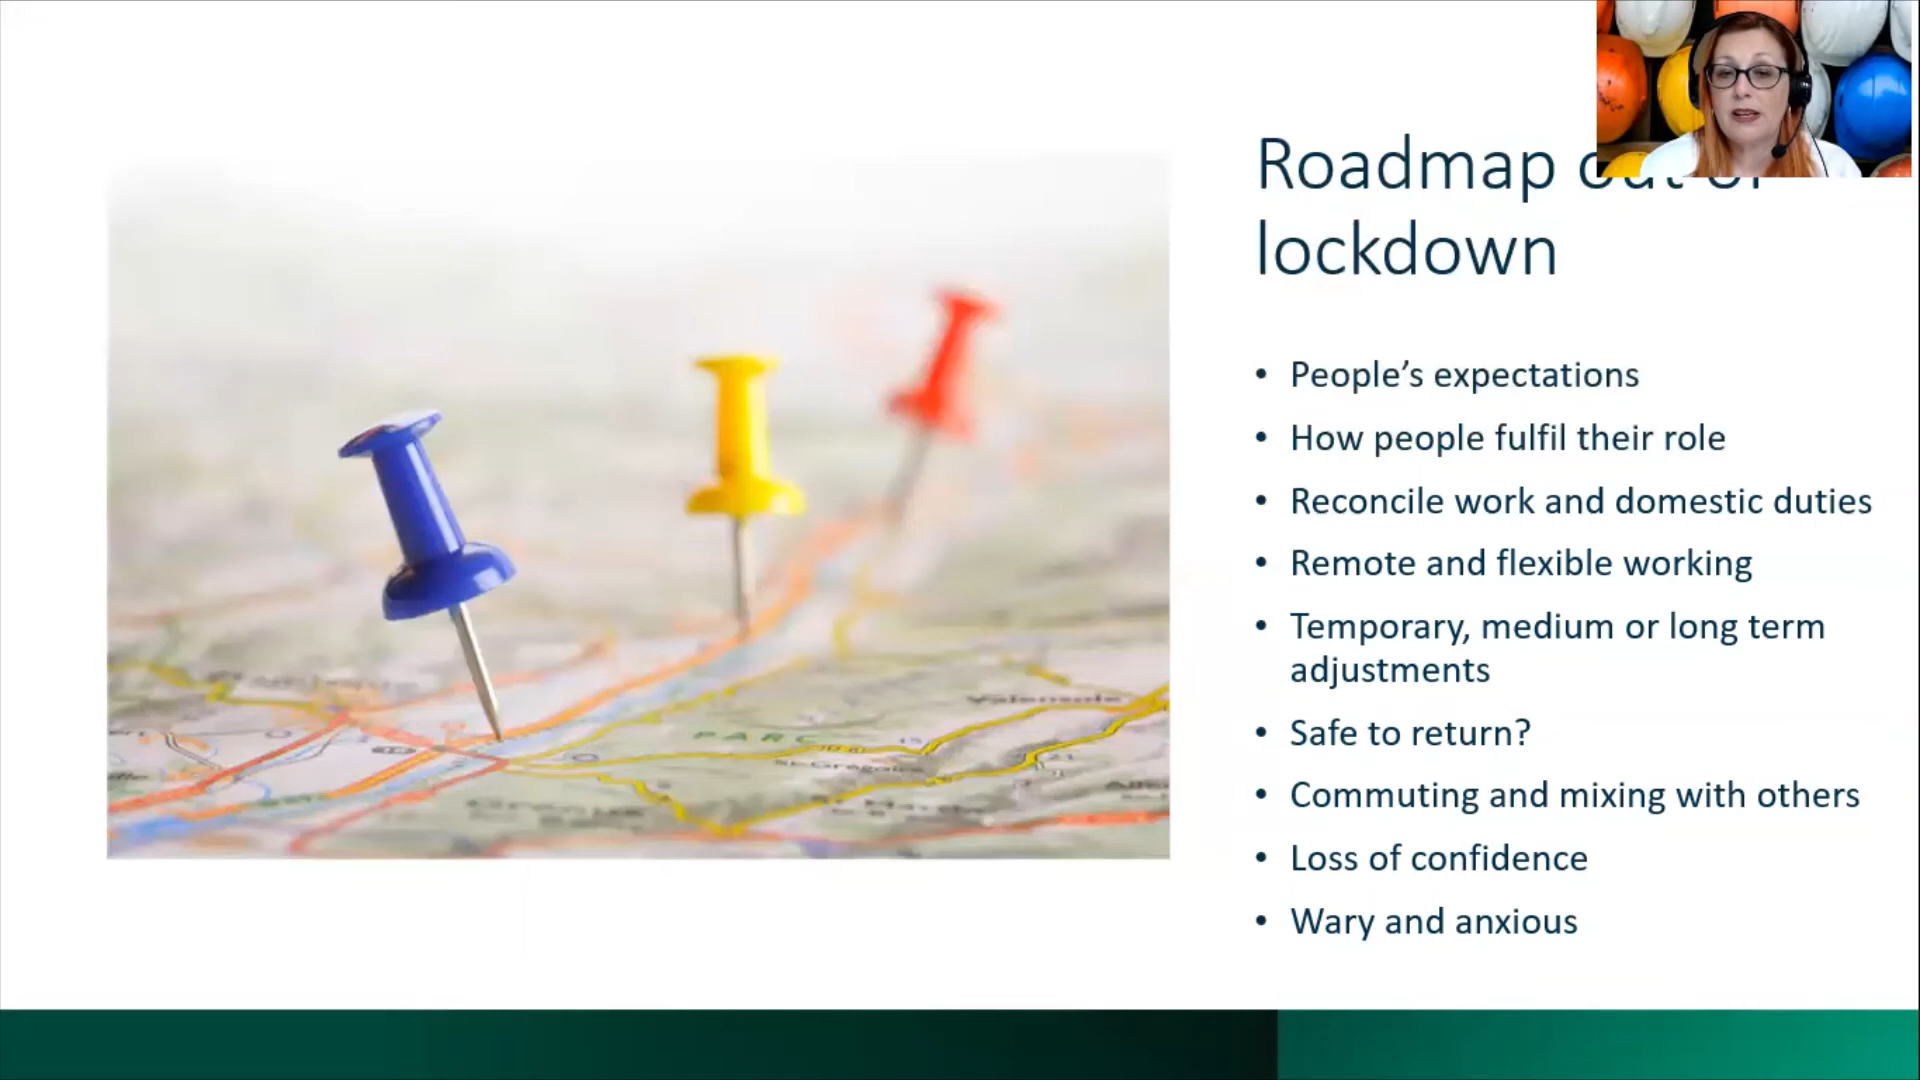 Roadmap out of
lockdown
• People’s expectations
• How people fulfil their role
• Reconcile work and domestic duties
• Remote and flexible working
• Temporary, medium or long term
adjustments
• Safe to return?
• Commuting and mixing with others
• Loss of confidence
• Wary and anxious
Valensole
PARC